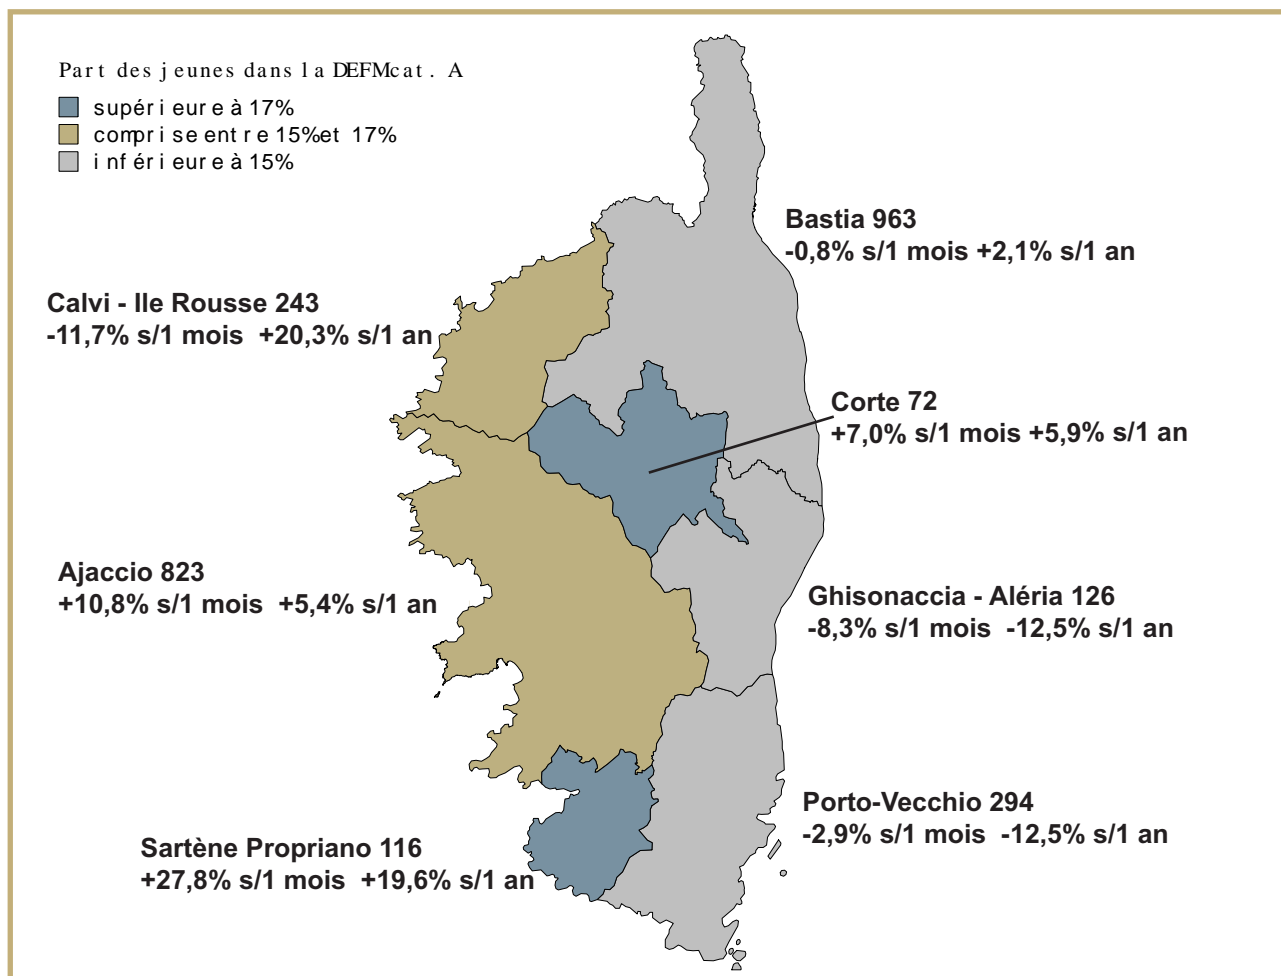 Part des jeunes dans la DEFMcat. A
supérieure à 17%
comprise entre 15%et 17%
inférieure à 15%
Bastia 963
-0,8% s/1 mois +2,1% s/1 an
Calvi - Ile Rousse 243
-11,7% s/1 mois +20,3% s/1 an
Corte 72
+7,0% s/1 mois +5,9% s/1 an
Ajaccio 823
+10,8% s/1 mois +5,4% s/1 an
Ghisonaccia - Aléria 126
-8,3% s/1 mois -12,5% s/1 an
Porto-Vecchio 294
-2,9% s/1 mois -12,5% s/1 an
Sartène Propriano 116
+27,8% s/1 mois +19,6% s/1 an